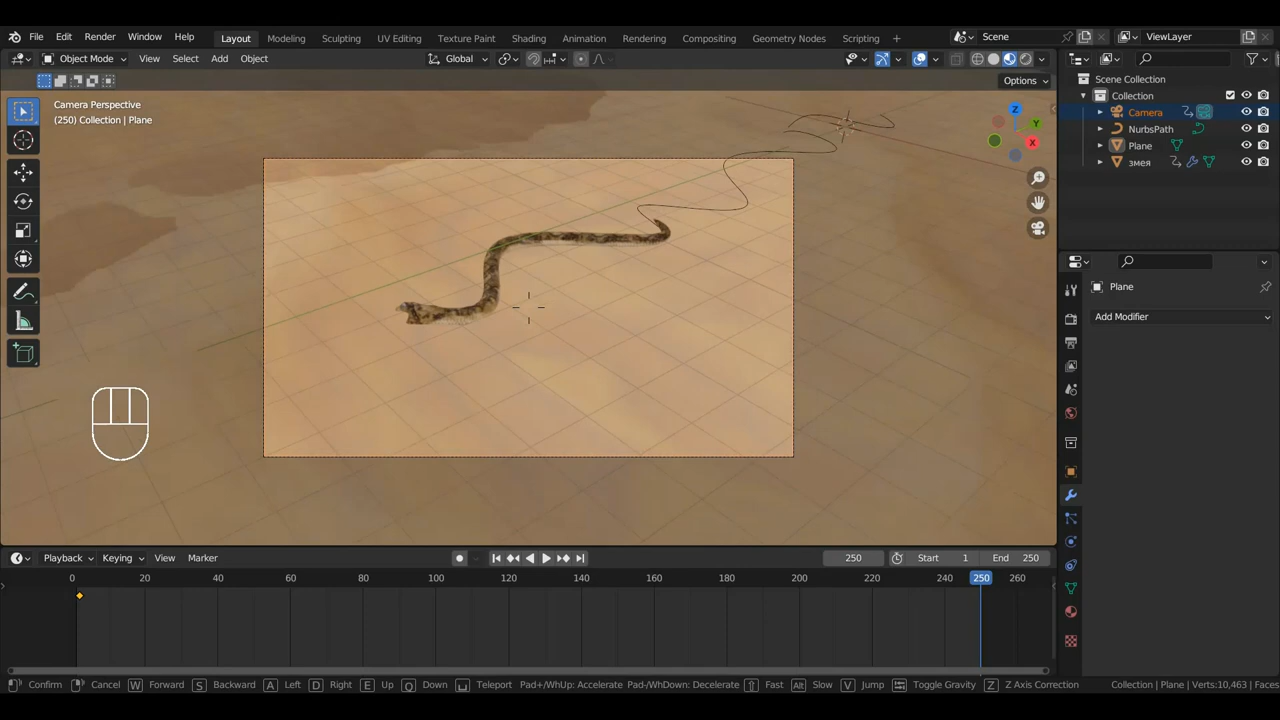 File Edit Render Window Help Layout Modeling Sculpting UV Editing Texture Paint Shading Animation Rendering Compositing Geometry Nodes Scripting + Scene ViewLayer
Object Mode View Select Add Object Global
Options
Camera Perspective
(250) Collection | Plane
Z
Y
X
Scene Collection
Collection
Camera
NurbsPath
Plane
змея
Plane
Add Modifier
Playback Keying View Marker 250 Start 1 End 250
0 20 40 60 80 100 120 140 160 180 200 220 240 250 260
Confirm Cancel W Forward S Backward A Left D Right E Up Q Down Teleport Pad+/WhUp: Accelerate Pad-/WhDown: Decelerate Fast Alt Slow V Jump Toggle Gravity Z Z Axis Correction Collection | Plane | Verts:10,463 | Faces